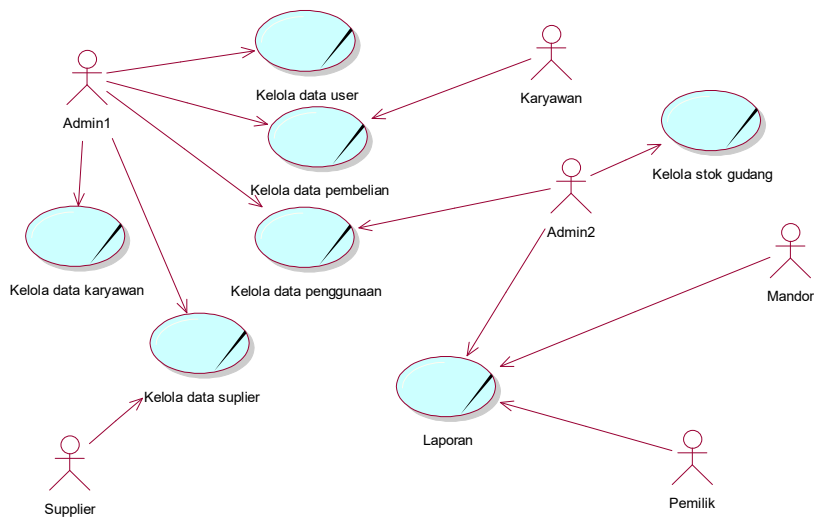 Kelola data user
Karyawan
Admin1
Kelola data pembelian
Kelola stok gudang
Admin2
Kelola data karyawan
Kelola data penggunaan
Mandor
Kelola data suplier
Laporan
Supplier
Pemilik